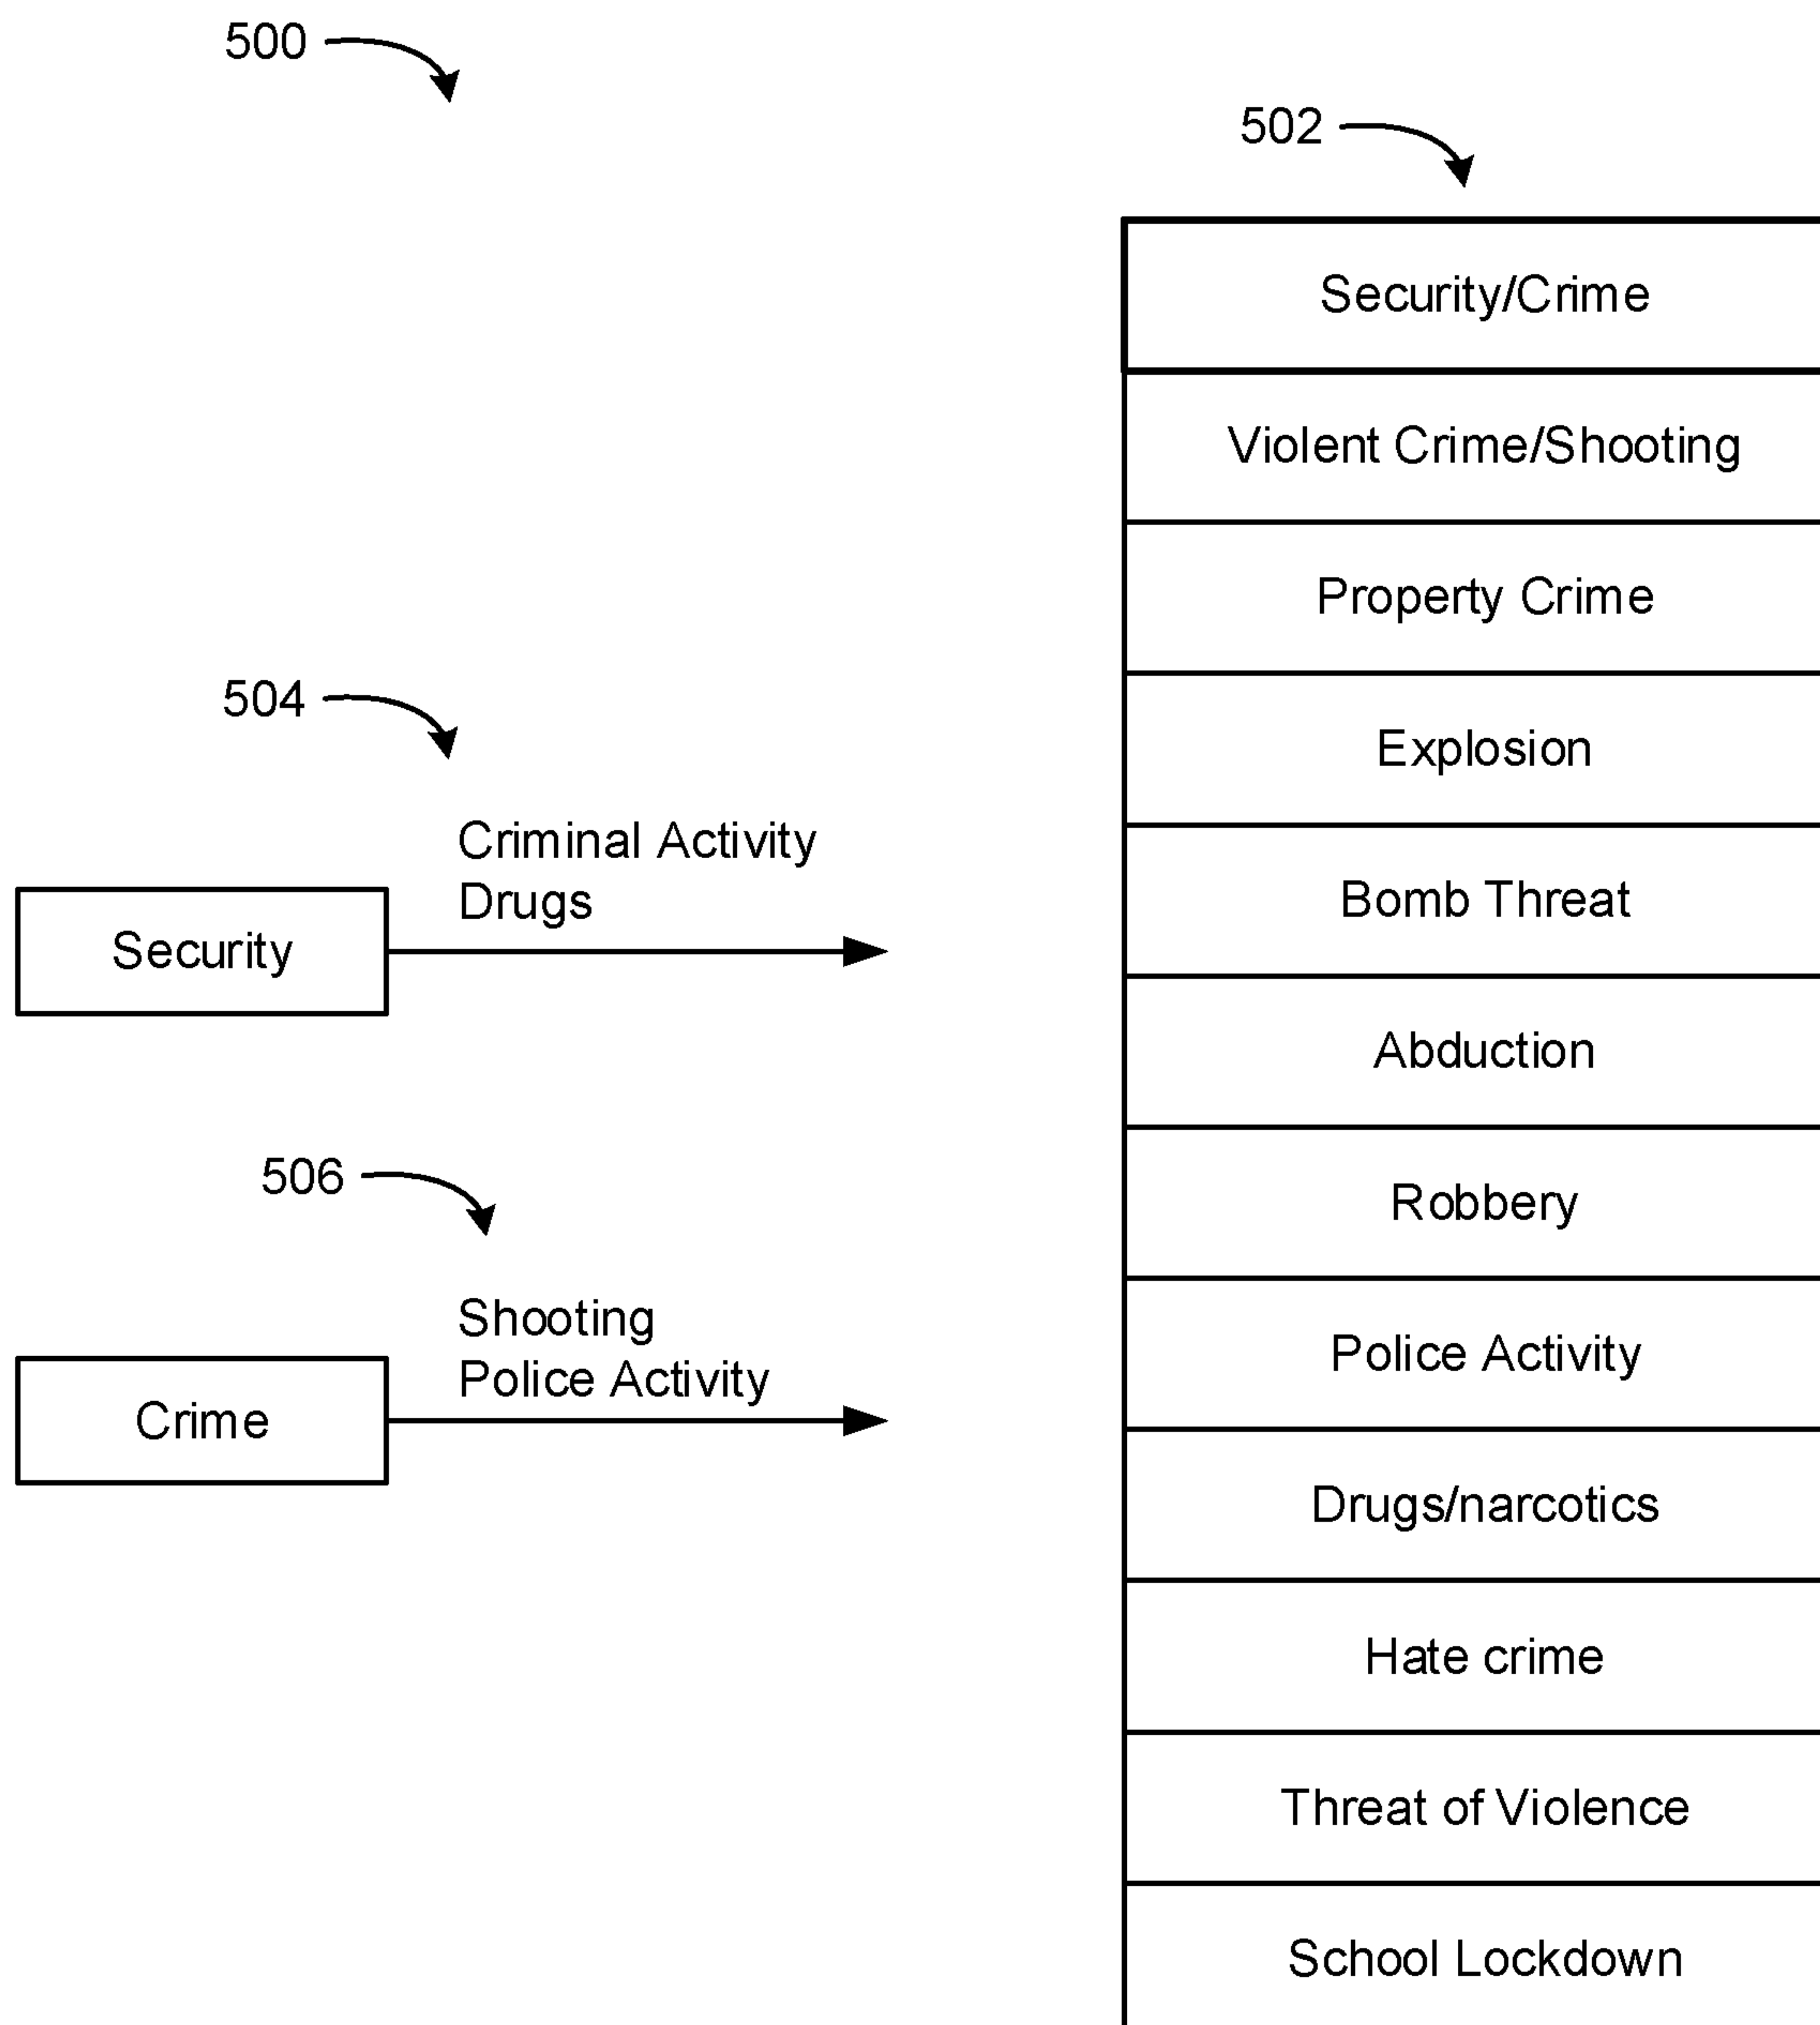 500
502
Security/Crime
Violent Crime/Shooting
Property Crime
Explosion
Bomb Threat
Abduction
Robbery
Police Activity
Drugs/narcotics
Hate crime
Threat of Violence
School Lockdown
504
Criminal Activity
Drugs
Security
506
Shooting
Police Activity
Crime